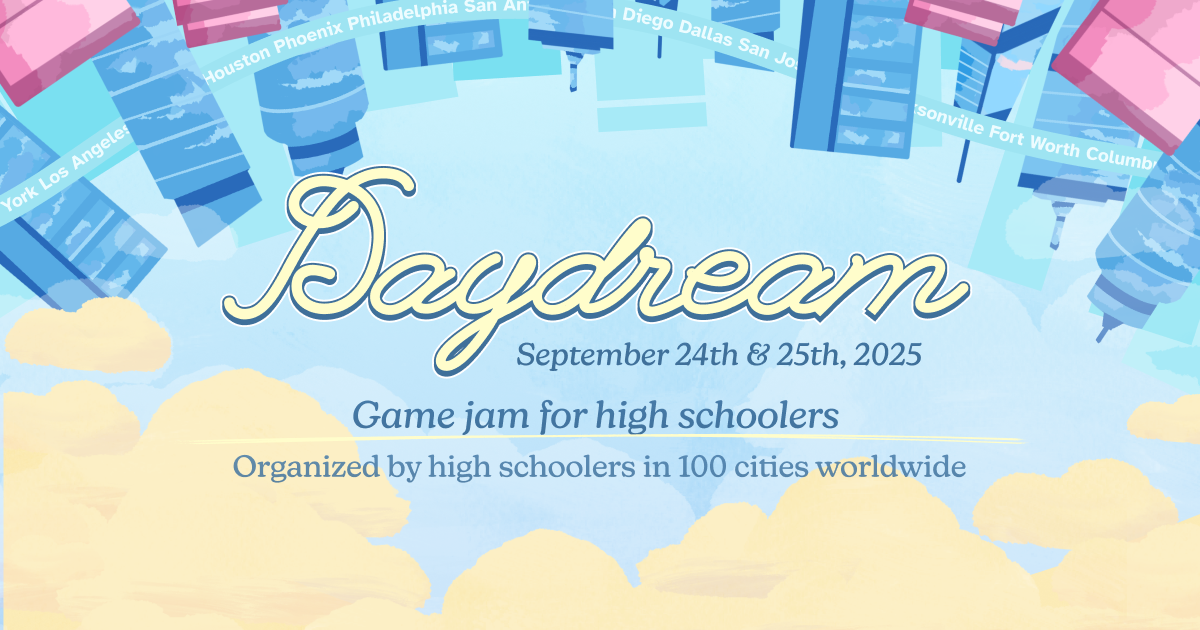 York Los Angeles
Houston Phoenix Philadelphia San
Diego Dallas San
Fort Worth
Daydream
September 24th & 25th, 2025
Game jam for high schoolers
Organized by high schoolers in 100 cities worldwide